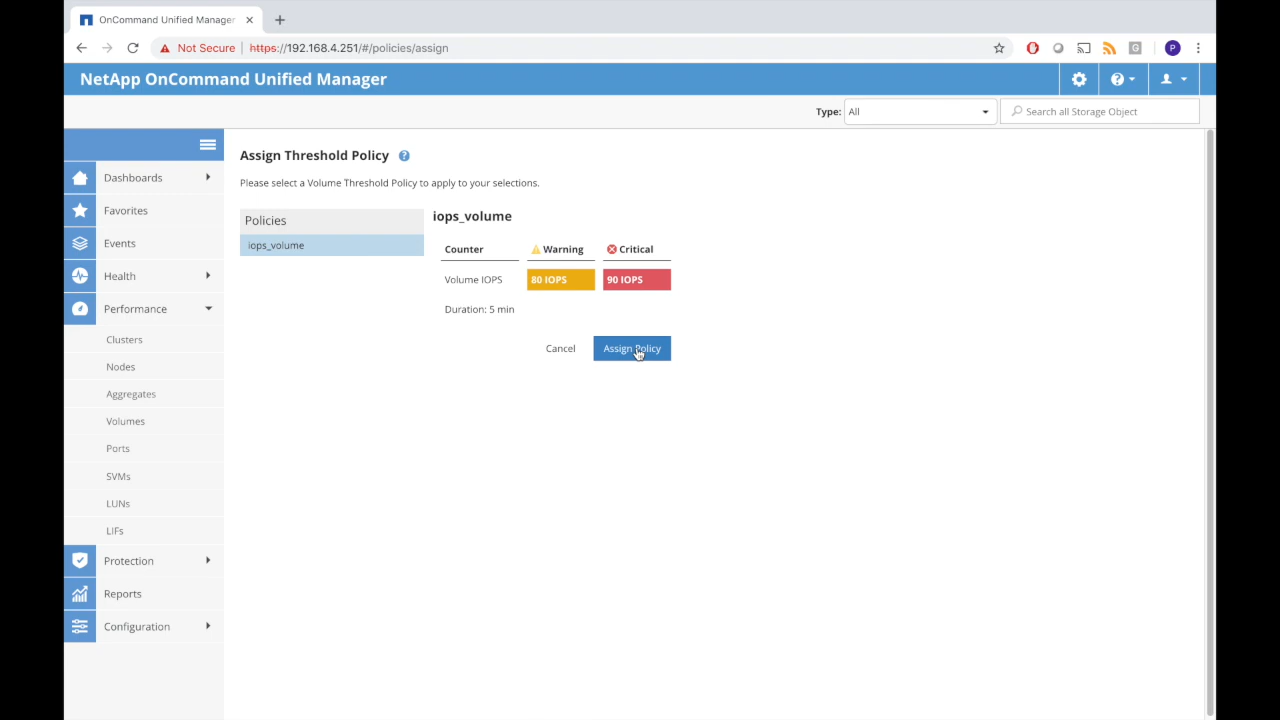 OnCommand Unified Manager
Not Secure | https://192.168.4.251/#/policies/assign
P
NetApp OnCommand Unified Manager
Type: All
Search all Storage Object
Assign Threshold Policy
Please select a Volume Threshold Policy to apply to your selections.
Policies
iops_volume
iops_volume
Counter Warning Critical
Volume IOPS 80 IOPS 90 IOPS
Duration: 5 min
Cancel Assign Policy
Dashboards
Favorites
Events
Health
Performance
Clusters
Nodes
Aggregates
Volumes
Ports
SVMs
LUNs
LIFs
Protection
Reports
Configuration